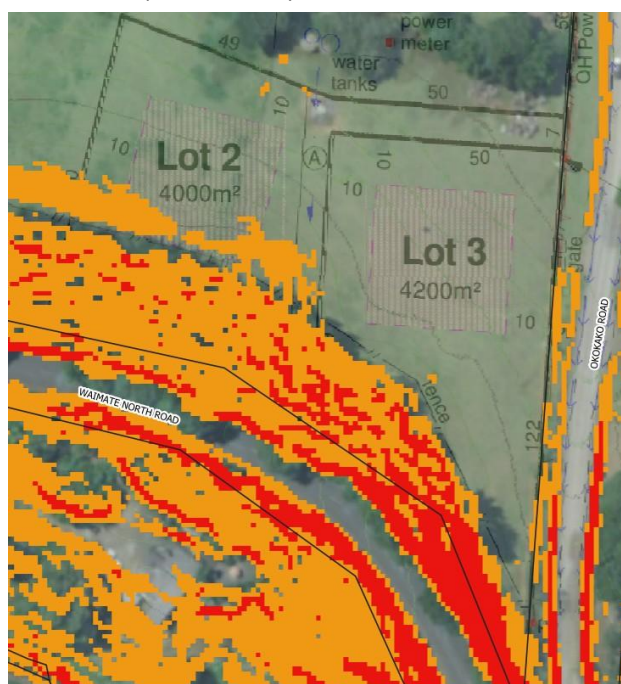 power
meter
OH Pow
49
water
tanks
50
10
7
Lot 2
4000m²
10
A
10
50
10
Lot 3
4200m²
gate
10
OKOKAKO ROAD
WAIMATE NORTH ROAD
fence
122